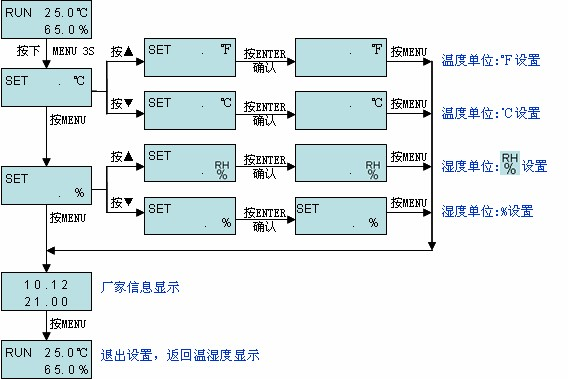 RUN 25.0℃
65.0%
按下 MENU 3S
SET . ℃
按▲
SET . ℉
按ENTER
确认
. ℉
按MENU
温度单位:℉设置
按▼
SET . ℃
按ENTER
确认
. ℃
按MENU
温度单位:℃设置
按MENU
SET
. %
按▲
SET . RH
%
按ENTER
确认
. RH
%
按MENU
湿度单位:RH
%设置
按▼
SET
. %
按ENTER
确认
SET
. %
按MENU
湿度单位:%设置
按MENU
10.12
21.00
厂家信息显示
按MENU
RUN 25.0℃
65.0%
退出设置，返回温湿度显示